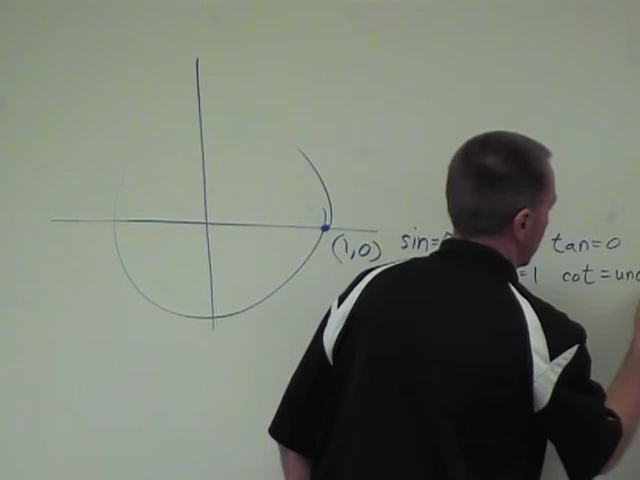 (1,0) sin= tan=0
=1 cot=und